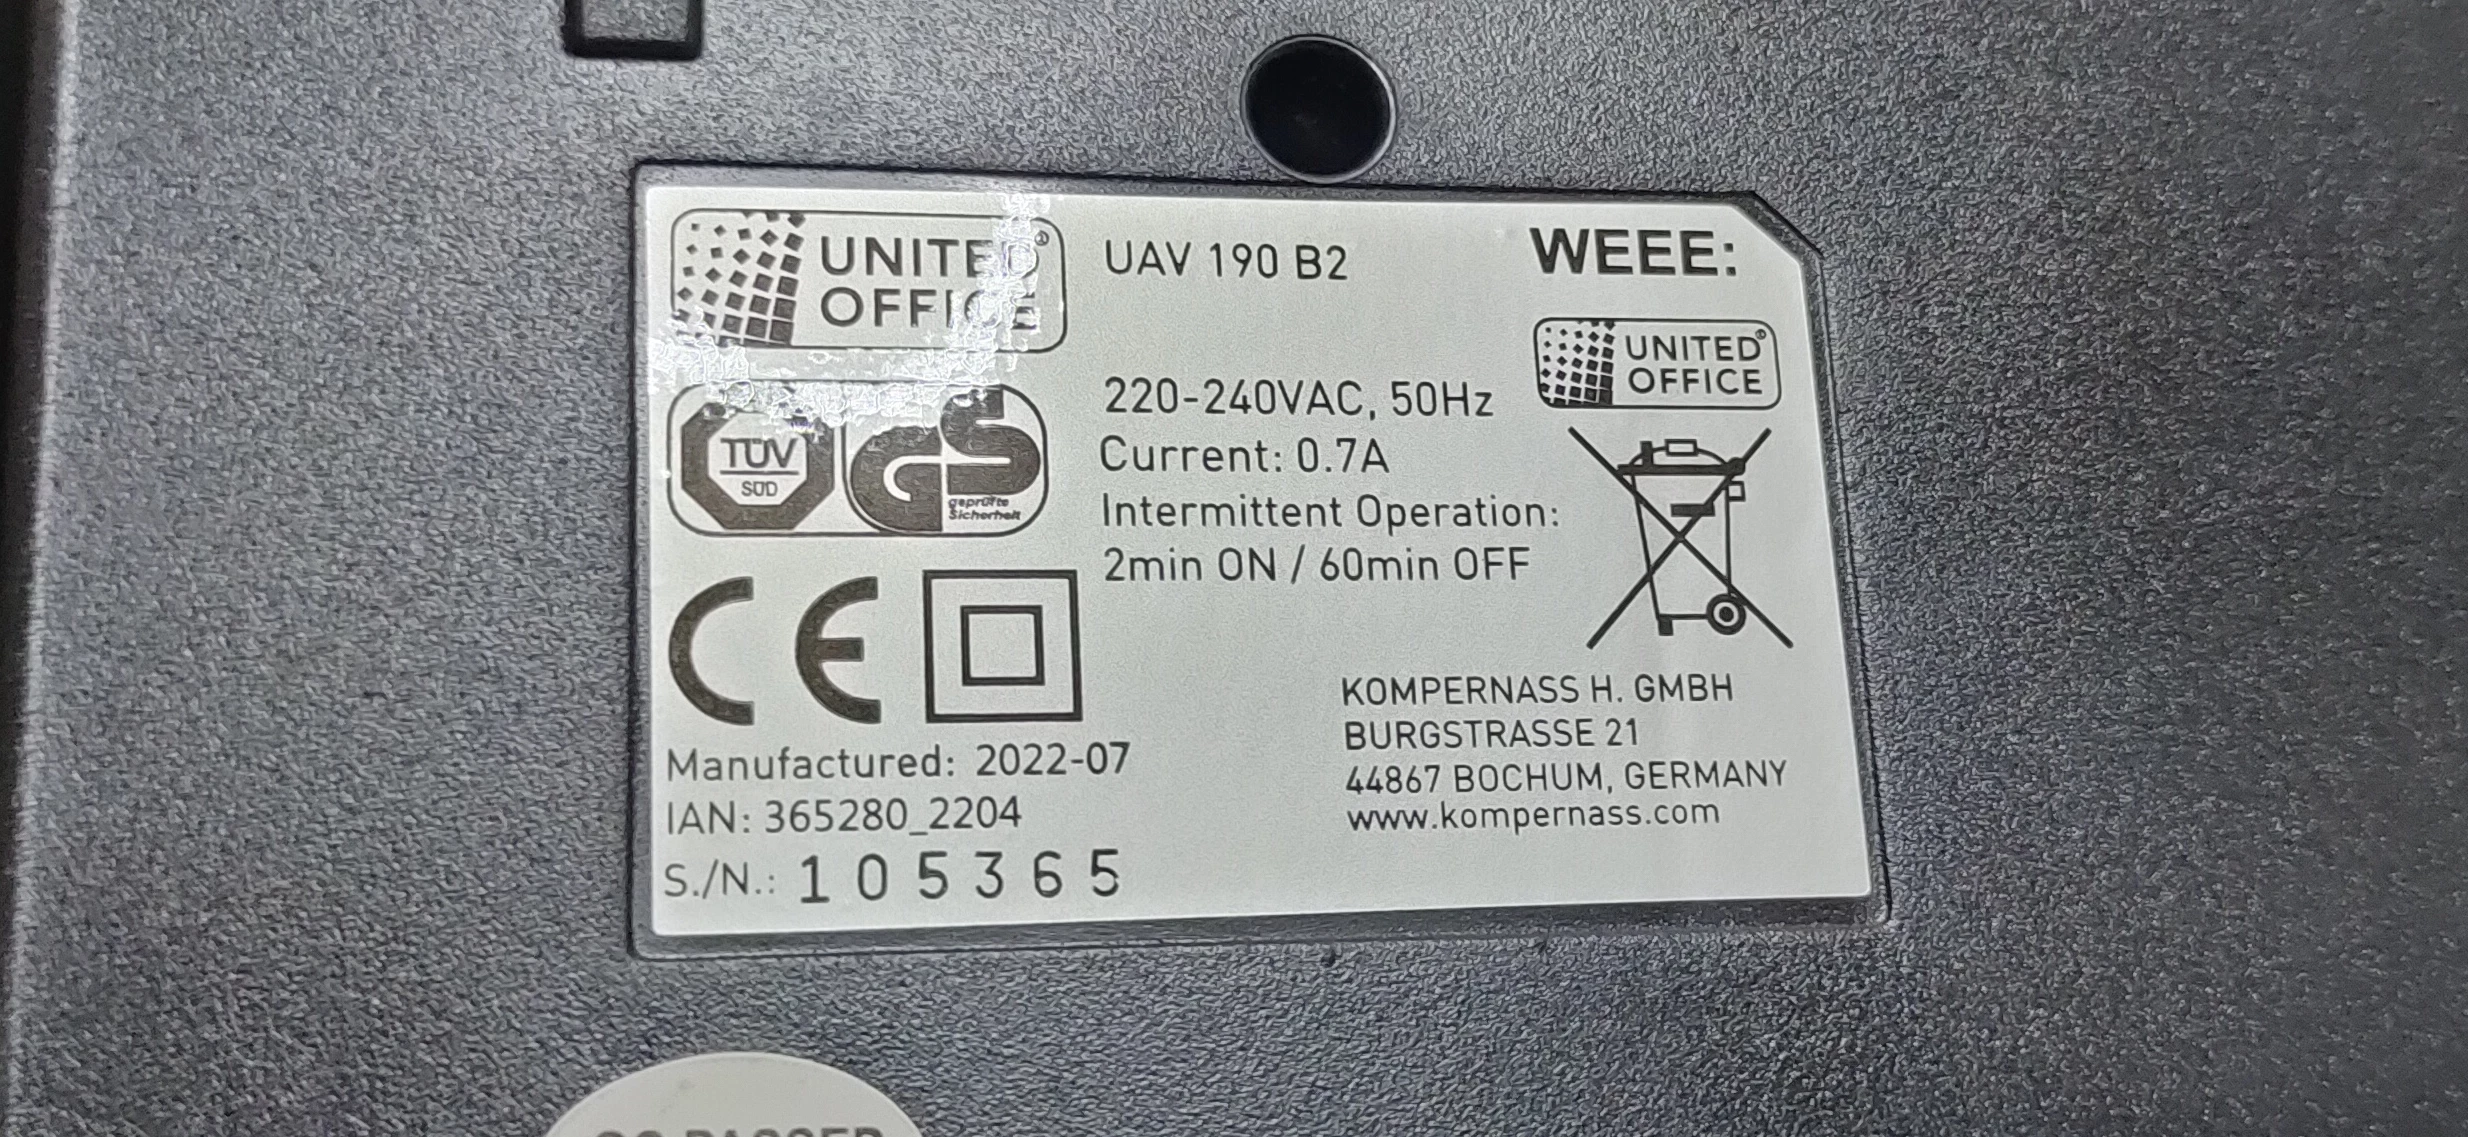 UNITED OFFICE®
UAV 190 B2
WEEE:
UNITED OFFICE®
TÜV
SÜD
GS
geprüfte
Sicherheit
220-240VAC, 50Hz
Current: 0.7A
Intermittent Operation:
2min ON / 60min OFF
CE
KOMPERNASS H. GMBH
BURGSTRASSE 21
44867 BOCHUM, GERMANY
www.kompernass.com
Manufactured: 2022-07
IAN: 365280_2204
S./N.: 105365